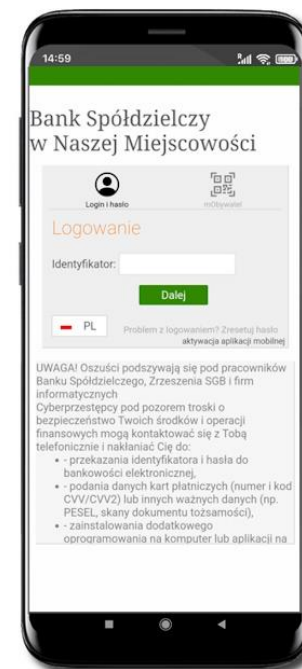 14:59
Bank Spółdzielczy
w Naszej Miejscowości
Login i hasło
mObywatel
Logowanie
Identyfikator:
Dalej
PL
Problem z logowaniem? Zresetuj hasło
aktywacja aplikacji mobilnej
UWAGA! Oszuści podszywają się pod pracowników
Banku Spółdzielczego, Zrzeszenia SGB i firm
informatycznych
Cyberprzestępcy pod pozorem troski o
bezpieczeństwo Twoich środków i operacji
finansowych mogą kontaktować się z Tobą
telefonicznie i nakłaniać Cię do:
- przekazania identyfikatora i hasła do
bankowości elektronicznej,
- podania danych kart płatniczych (numer i kod
CVV/CVV2) lub innych ważnych danych (np.
PESEL, skany dokumentu tożsamości),
- zainstalowania dodatkowego
oprogramowania na komputer lub aplikacji na